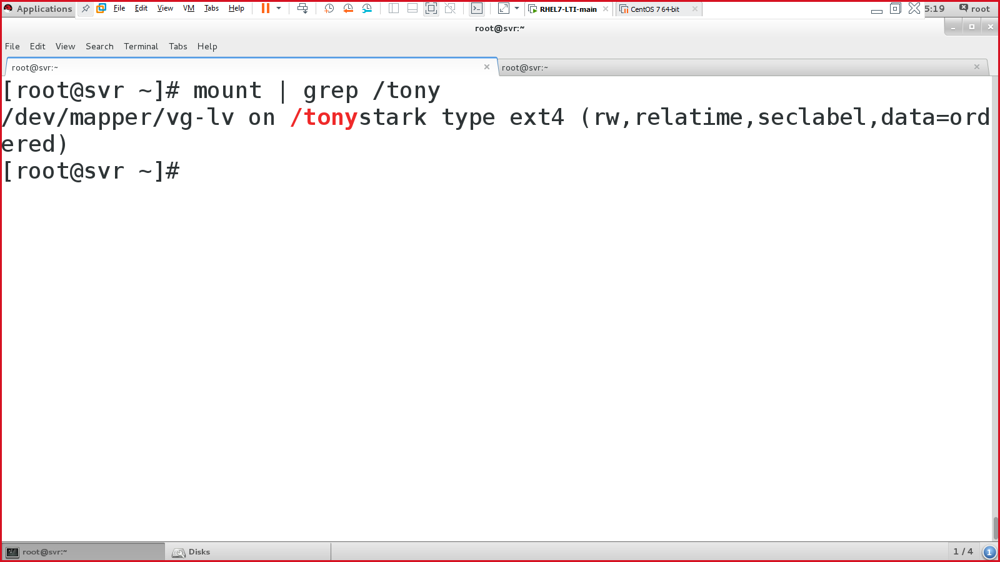 Applications File Edit View VM Tabs Help RHEL7-LTI-main CentOS 7 64-bit 5:19 root
root@svr:~
File Edit View Search Terminal Tabs Help
root@svr:~ root@svr:~
[root@svr ~]# mount | grep /tony
/dev/mapper/vg-lv on /tonystark type ext4 (rw,relatime,seclabel,data=ord
ered)
[root@svr ~]#
root@svr:~ Disks 1 / 4 1